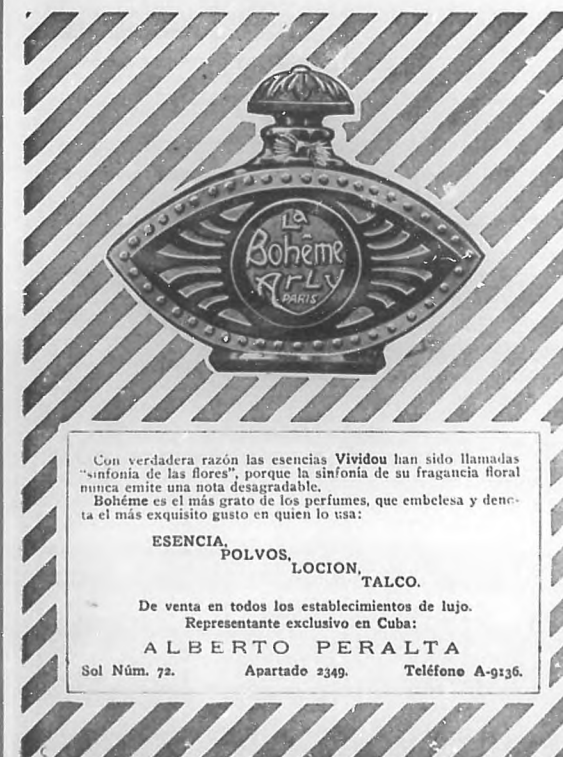 La
Bohême
Arly
PARIS
Con verdadera razón las esencias Vividou han sido llamadas
"sinfonía de las flores", porque la sinfonía de su fragancia floral
nunca emite una nota desagradable.
Bohéme es el más grato de los perfumes, que embelesa y deno-
ta el más exquisito gusto en quien lo usa:
ESENCIA,
POLVOS,
LOCION,
TALCO.
De venta en todos los establecimientos de lujo.
Representante exclusivo en Cuba:
ALBERTO PERALTA
Sol Núm. 72. Apartado 2349. Teléfono A-9136.